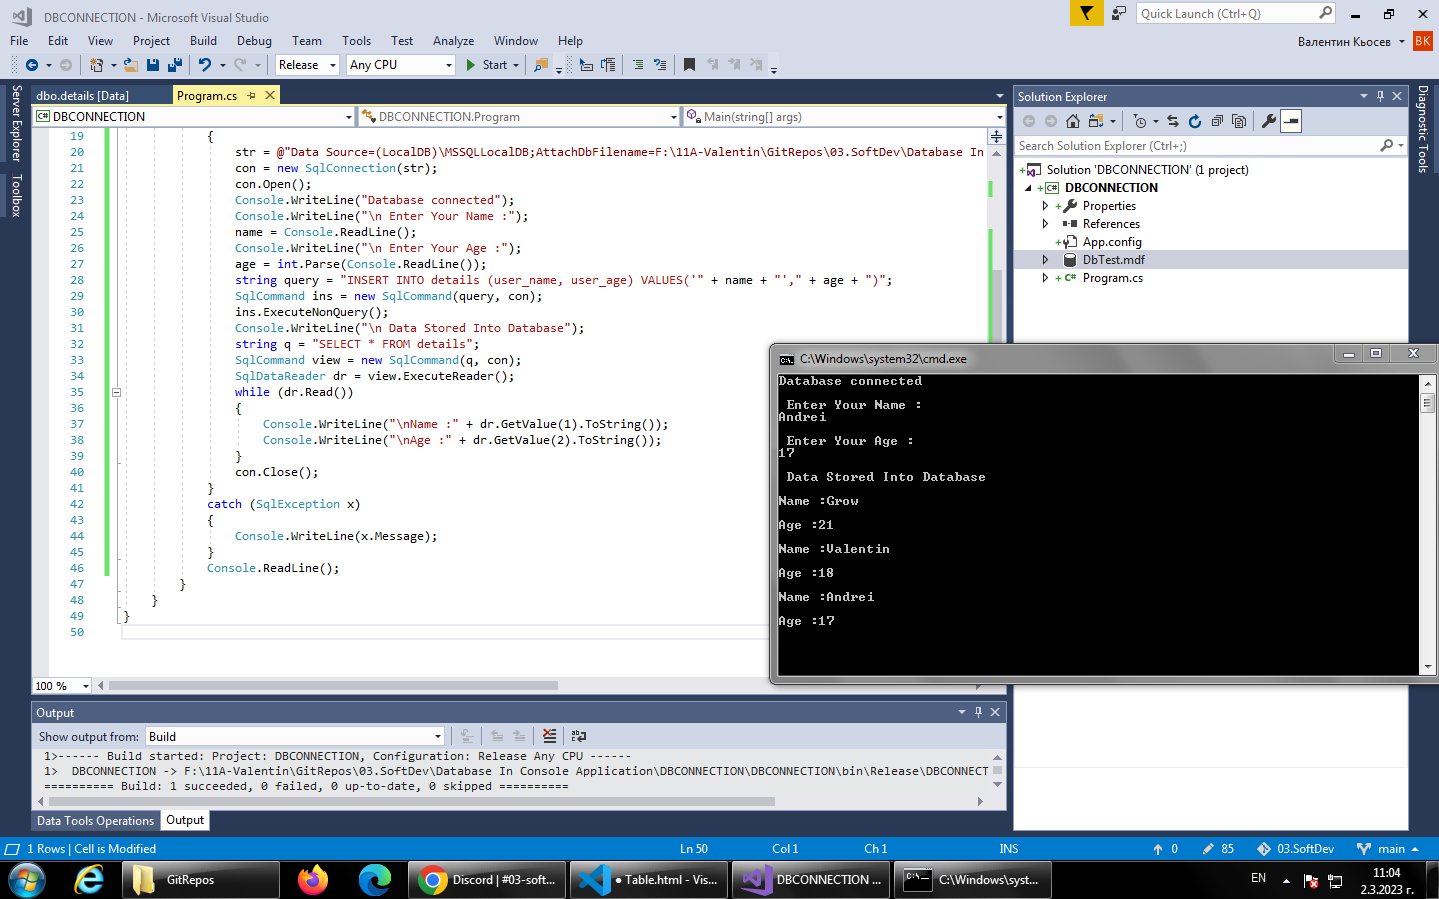 DBCONNECTION - Microsoft Visual Studio
Quick Launch (Ctrl+Q)
File Edit View Project Build Debug Team Tools Test Analyze Window Help
Валентин Кьосев
BK
Release
Any CPU
Start
Server Explorer
Toolbox
dbo.details [Data]
Program.cs
DBCONNECTION
DBCONNECTION.Program
Main(string[] args)
19 {
20 str = @"Data Source=(LocalDB)\MSSQLLocalDB;AttachDbFilename=F:\11A-Valentin\GitRepos\03.SoftDev\Database In
21 con = new SqlConnection(str);
22 con.Open();
23 Console.WriteLine("Database connected");
24 Console.WriteLine("\n Enter Your Name :");
25 name = Console.ReadLine();
26 Console.WriteLine("\n Enter Your Age :");
27 age = int.Parse(Console.ReadLine());
28 string query = "INSERT INTO details (user_name, user_age) VALUES('" + name + "'," + age + ")";
29 SqlCommand ins = new SqlCommand(query, con);
30 ins.ExecuteNonQuery();
31 Console.WriteLine("\n Data Stored Into Database");
32 string q = "SELECT * FROM details";
33 SqlCommand view = new SqlCommand(q, con);
34 SqlDataReader dr = view.ExecuteReader();
35 while (dr.Read())
36 {
37 Console.WriteLine("\nName :" + dr.GetValue(1).ToString());
38 Console.WriteLine("\nAge :" + dr.GetValue(2).ToString());
39 }
40 con.Close();
41 }
42 catch (SqlException x)
43 {
44 Console.WriteLine(x.Message);
45 }
46 Console.ReadLine();
47 }
48 }
49 }
50
100 %
Solution Explorer
Search Solution Explorer (Ctrl+;)
Solution 'DBCONNECTION' (1 project)
DBCONNECTION
Properties
References
App.config
DbTest.mdf
Program.cs
Diagnostic Tools
C:\Windows\system32\cmd.exe
Database connected
Enter Your Name :
Andrei
Enter Your Age :
17
Data Stored Into Database
Name :Grow
Age :21
Name :Valentin
Age :18
Name :Andrei
Age :17
Output
Show output from: Build
1>------ Build started: Project: DBCONNECTION, Configuration: Release Any CPU ------
1> DBCONNECTION -> F:\11A-Valentin\GitRepos\03.SoftDev\Database In Console Application\DBCONNECTION\DBCONNECTION\bin\Release\DBCONNECT
========== Build: 1 succeeded, 0 failed, 0 up-to-date, 0 skipped ==========
Data Tools Operations
Output
1 Rows | Cell is Modified
Ln 50
Col 1
Ch 1
INS
0
85
03.SoftDev
main
GitRepos
Discord | #03-soft...
• Table.html - Vis...
DBCONNECTION ...
C:\Windows\syst...
EN
11:04
2.3.2023 г.